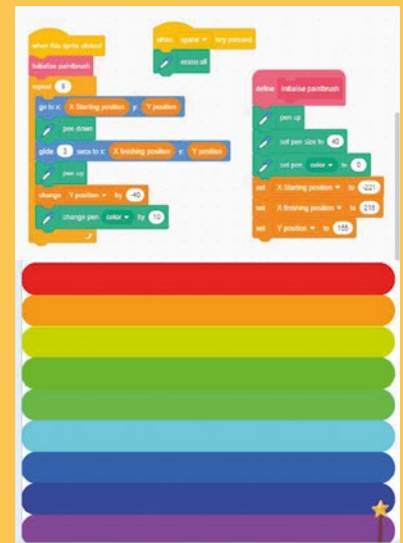 when this sprite clicked
Initialise paintbrush
repeat
go to x: X Starting position y: Y position
pen down
glide 3 secs to x: X finishing position y: Y position
pen up
change Y position by -40
change pen color by 10
when space key pressed
erase all
define Initialise paintbrush
pen up
set pen size to 40
set pen color to 0
set X Starting position to -221
set X finishing position to 218
set Y position to 155